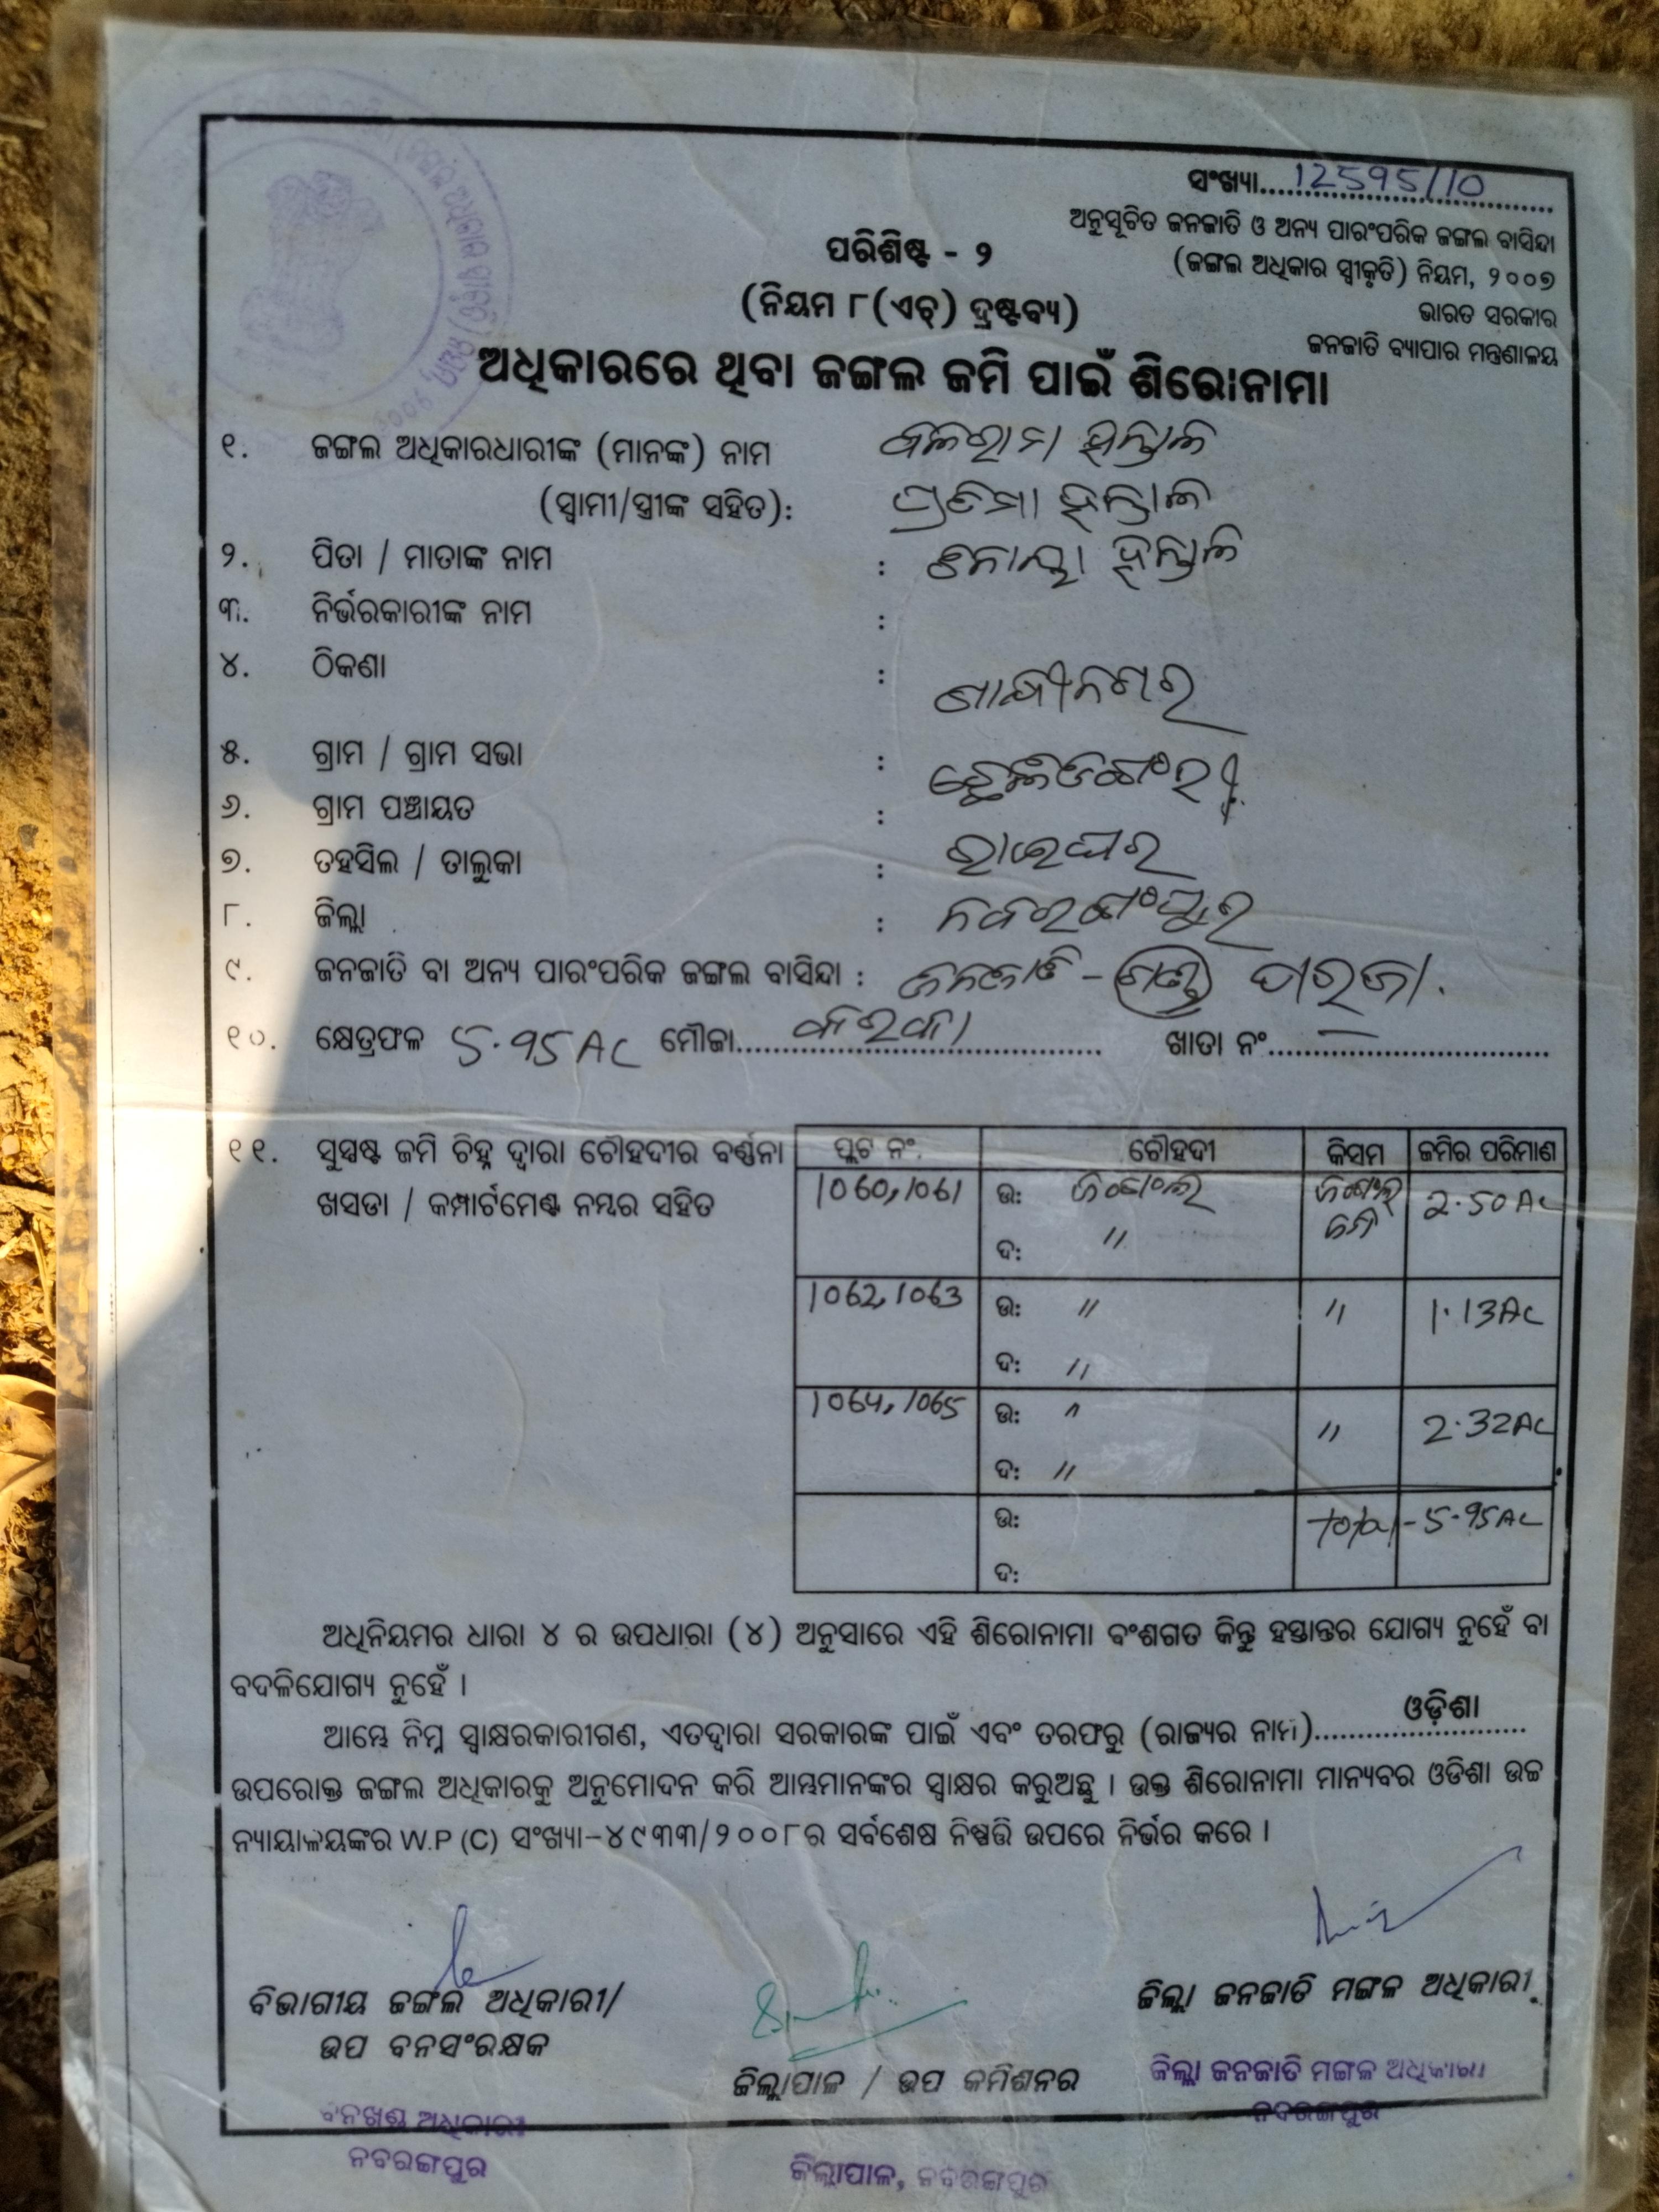 ସଂଖ୍ୟା....12595/10
ଅନୁସୂଚିତ ଜନଜାତି ଓ ଅନ୍ୟ ପାରଂପରିକ ଜଙ୍ଗଲ ବାସିନ୍ଦା
(ଜଙ୍ଗଲ ଅଧିକାର ସ୍ୱୀକୃତି) ନିୟମ, ୨୦୦୭
ଭାରତ ସରକାର
ଜନଜାତି ବ୍ୟାପାର ମନ୍ତ୍ରଣାଳୟ
ପରିଶିଷ୍ଟ - ୨
(ନିୟମ ୮(ଏଚ୍) ଦ୍ରଷ୍ଟବ୍ୟ)
ଅଧିକାରରେ ଥିବା ଜଙ୍ଗଲ ଜମି ପାଇଁ ଶିରୋନାମା
୧. ଜଙ୍ଗଲ ଅଧିକାରଧାରୀଙ୍କ (ମାନଙ୍କ) ନାମ ବଳରାମ ହାନ୍ତାଳ
(ସ୍ୱାମୀ/ସ୍ତ୍ରୀଙ୍କ ସହିତ): ପ୍ରତିମା ହାନ୍ତାଳ
୨. ପିତା / ମାତାଙ୍କ ନାମ : ହାନ୍ତାଳ
୩. ନିର୍ଭରକାରୀଙ୍କ ନାମ :
୪. ଠିକଣା : ଗାନ୍ଧୀନଗର
୫. ଗ୍ରାମ / ଗ୍ରାମ ସଭା :
୬. ଗ୍ରାମ ପଞ୍ଚାୟତ :
୭. ତହସିଲ / ତାଲୁକା : ରାଇଘର
୮. ଜିଲ୍ଲା : ନବରଙ୍ଗପୁର
୯. ଜନଜାତି ବା ଅନ୍ୟ ପାରଂପରିକ ଜଙ୍ଗଲ ବାସିନ୍ଦା : ଜନଜାତି - ପରଜା.
୧୦. କ୍ଷେତ୍ରଫଳ 5.95 AC ମୌଜା.... ଖାତା ନଂ.... —
୧୧. ସୁସ୍ପଷ୍ଟ ଜମି ଚିହ୍ନ ଦ୍ୱାରା ଚୌହଦୀର ବର୍ଣ୍ଣନା
ଖସଡା / କମ୍ପାର୍ଟମେଣ୍ଟ ନମ୍ବର ସହିତ
ପ୍ଲଟ ନଂ. ଚୌହଦୀ କିସମ ଜମିର ପରିମାଣ
1060,1061 ଉ: ଜଂଗଲ ଜଂଗଲ ଜମି 2.50 AC
ଦ: "
1062,1063 ଉ: " " 1.13 AC
ଦ: "
1064,1065 ଉ: " " 2.32 AC
ଦ: "
ଉ: total - 5.95 AC
ଦ:
ଅଧିନିୟମର ଧାରା ୪ ର ଉପଧାରା (୪) ଅନୁସାରେ ଏହି ଶିରୋନାମା ବଂଶଗତ କିନ୍ତୁ ହସ୍ତାନ୍ତର ଯୋଗ୍ୟ ନୁହେଁ ବା
ବଦଳିଯୋଗ୍ୟ ନୁହେଁ ।
ଆମ୍ଭେ ନିମ୍ନ ସ୍ୱାକ୍ଷରକାରୀଗଣ, ଏତଦ୍ୱାରା ସରକାରଙ୍କ ପାଇଁ ଏବଂ ତରଫରୁ (ରାଜ୍ୟର ନାମ)....ଓଡ଼ିଶା
ଉପରୋକ୍ତ ଜଙ୍ଗଲ ଅଧିକାରକୁ ଅନୁମୋଦନ କରି ଆମ୍ଭମାନଙ୍କର ସ୍ୱାକ୍ଷର କରୁଅଛୁ । ଉକ୍ତ ଶିରୋନାମା ମାନ୍ୟବର ଓଡିଶା ଉଚ୍ଚ
ନ୍ୟାୟାଳୟଙ୍କର W.P (C) ସଂଖ୍ୟା-୪୯୩୩/୨୦୦୮ର ସର୍ବଶେଷ ନିଷ୍ପତ୍ତି ଉପରେ ନିର୍ଭର କରେ ।
ବିଭାଗୀୟ ଜଙ୍ଗଲ ଅଧିକାରୀ/
ଉପ ବନସଂରକ୍ଷକ
ଜିଲ୍ଲାପାଳ / ଉପ କମିଶନର
ଜିଲ୍ଲା ଜନଜାତି ମଙ୍ଗଳ ଅଧିକାରୀ
ଜିଲ୍ଲା ଜନଜାତି ମଙ୍ଗଳ ଅଧିକାରୀ
ନବରଙ୍ଗପୁର
ବନଖଣ୍ଡ ଅଧିକାରୀ
ନବରଙ୍ଗପୁର
ଜିଲ୍ଲାପାଳ, ନବରଙ୍ଗପୁର